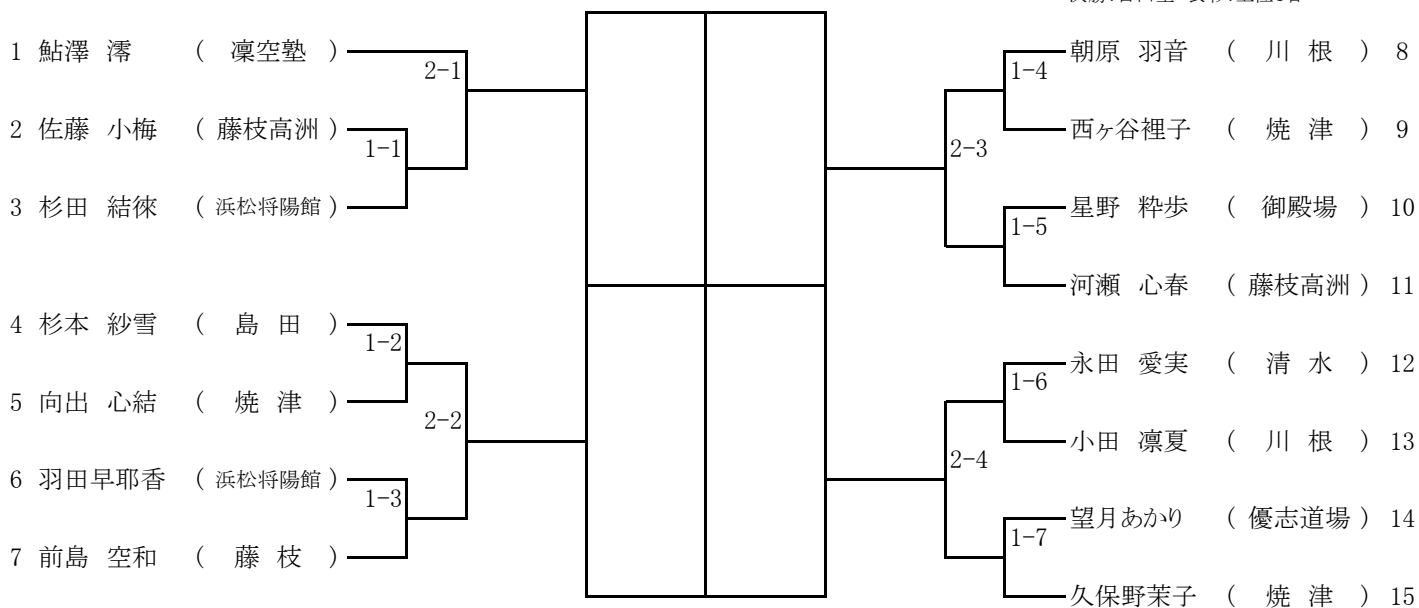 1 鮎澤 澪 ( 凜空塾 )
2-1
2 佐藤 小梅 ( 藤枝高洲 )
1-1
3 杉田 結徠 ( 浜松将陽館 )
4 杉本 紗雪 ( 島 田 )
1-2
5 向出 心結 ( 焼 津 )
2-2
6 羽田早耶香 ( 浜松将陽館 )
1-3
7 前島 空和 ( 藤 枝 )
朝原 羽音 ( 川 根 ) 8
1-4
西ヶ谷裡子 ( 焼 津 ) 9
2-3
星野 粋歩 ( 御殿場 ) 10
1-5
河瀬 心春 ( 藤枝高洲 ) 11
永田 愛実 ( 清 水 ) 12
1-6
小田 凛夏 ( 川 根 ) 13
2-4
望月あかり ( 優志道場 ) 14
1-7
久保野茉子 ( 焼 津 ) 15